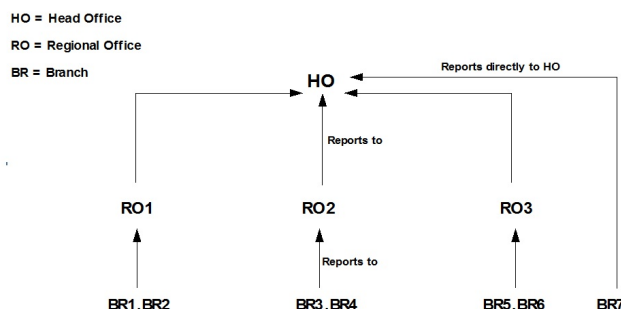 HO = Head Office
RO = Regional Office
BR = Branch
Reports directly to HO
HO
Reports to
RO1
RO2
RO3
Reports to
BR1,BR2
BR3,BR4
BR5,BR6
BR7